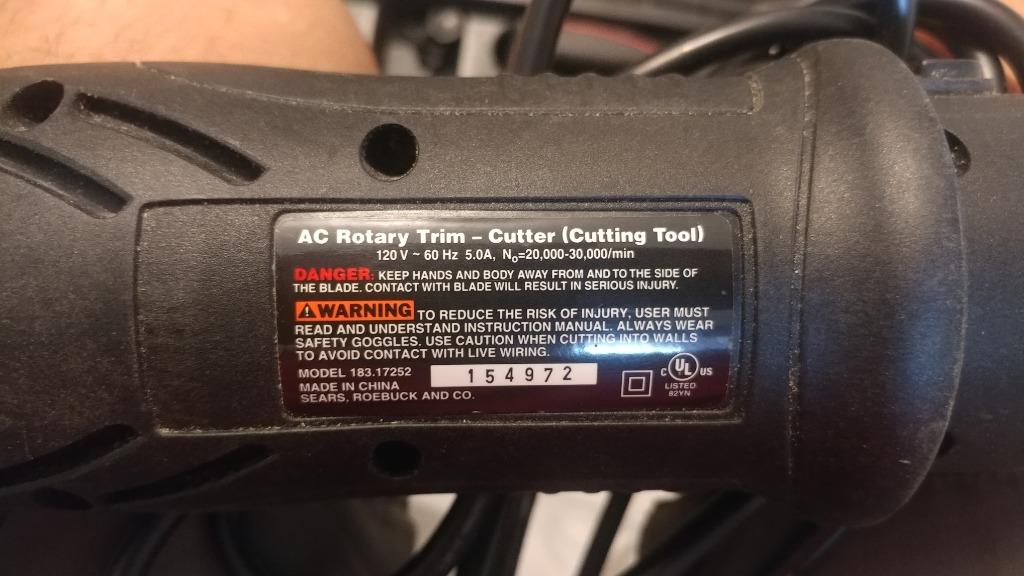 AC Rotary Trim – Cutter (Cutting Tool)
120 V ~ 60 Hz 5.0A, No=20,000-30,000/min
DANGER: KEEP HANDS AND BODY AWAY FROM AND TO THE SIDE OF
THE BLADE. CONTACT WITH BLADE WILL RESULT IN SERIOUS INJURY.
WARNING TO REDUCE THE RISK OF INJURY, USER MUST
READ AND UNDERSTAND INSTRUCTION MANUAL. ALWAYS WEAR
SAFETY GOGGLES. USE CAUTION WHEN CUTTING INTO WALLS
TO AVOID CONTACT WITH LIVE WIRING.
MODEL 183.17252
MADE IN CHINA
SEARS, ROEBUCK AND CO.
154972
C UL US
LISTED
82YN